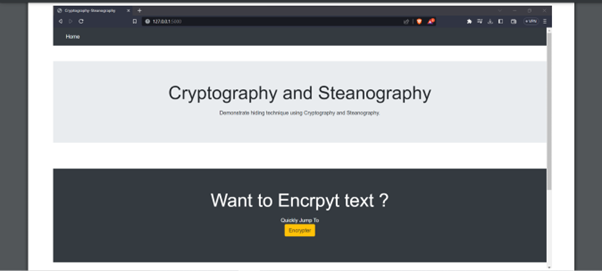 Cryptography Steanography
127.0.0.1:5000
VPN
Home
Cryptography and Steanography
Demonstrate hiding technique using Cryptography and Steanography.
Want to Encrpyt text ?
Quickly Jump To
Encrypter